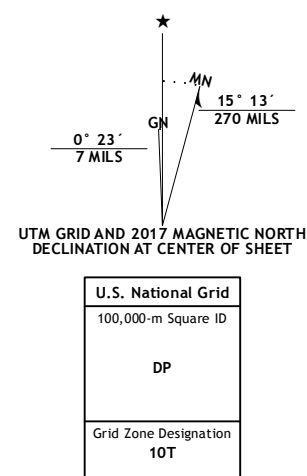 ★
MN
GN
15° 13´
270 MILS
0° 23´
7 MILS
UTM GRID AND 2017 MAGNETIC NORTH
DECLINATION AT CENTER OF SHEET
U.S. National Grid
100,000-m Square ID
DP
Grid Zone Designation
10T